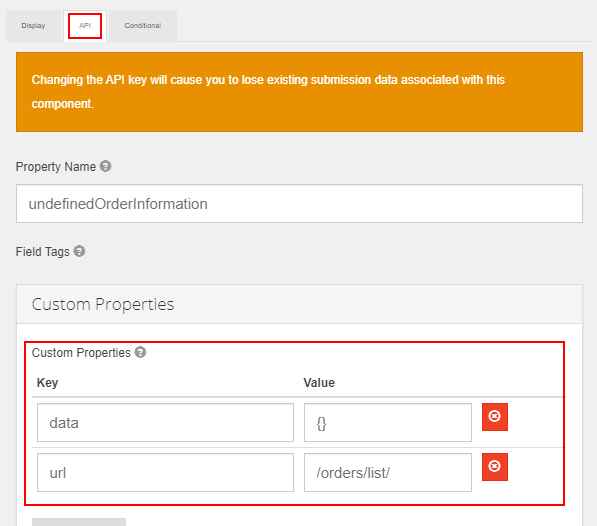 Display API Conditional
Changing the API key will cause you to lose existing submission data associated with this
component.
Property Name
undefinedOrderInformation
Field Tags
Custom Properties
Custom Properties
Key Value
data {}
url /orders/list/